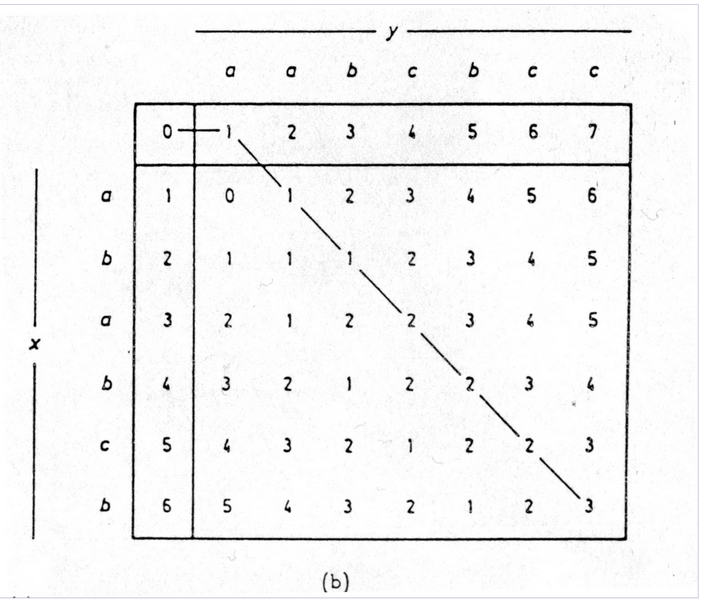 y
a a b c b c c
0 1 2 3 4 5 6 7
a 1 0 1 2 3 4 5 6
b 2 1 1 1 2 3 4 5
a 3 2 1 2 2 3 4 5
x
b 4 3 2 1 2 2 3 4
c 5 4 3 2 1 2 2 3
b 6 5 4 3 2 1 2 3
(b)